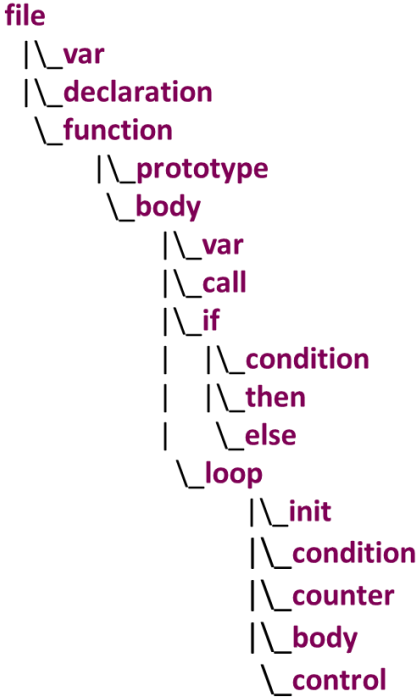 file
|\_var
|\_declaration
\_function
|\_prototype
\_body
|\_var
|\_call
|\_if
| |\_condition
| |\_then
| \_else
\_loop
|\_init
|\_condition
|\_counter
|\_body
\_control